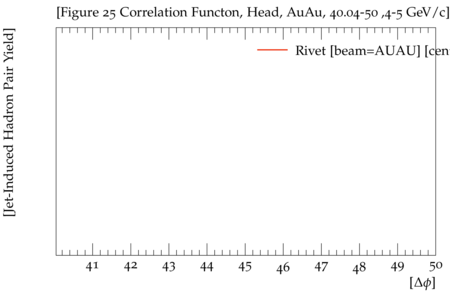 [Figure 25 Correlation Functon, Head, AuAu, 40.04-50 ,4-5 GeV/c]
Rivet [beam=AUAU] [cen
[Jet-Induced Hadron Pair Yield]
41 42 43 44 45 46 47 48 49 50
[Δϕ]